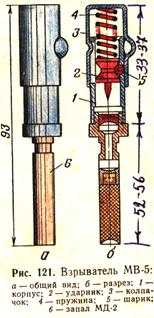 4
3
2
5
1
6
93
33-37
52-56
а
б
Рис. 121. Взрыватель МВ-5:
а — общий вид; б — разрез; 1 —
корпус; 2 — ударник; 3 — колпа-
чок; 4 — пружина; 5 — шарик;
6 — запал МД-2